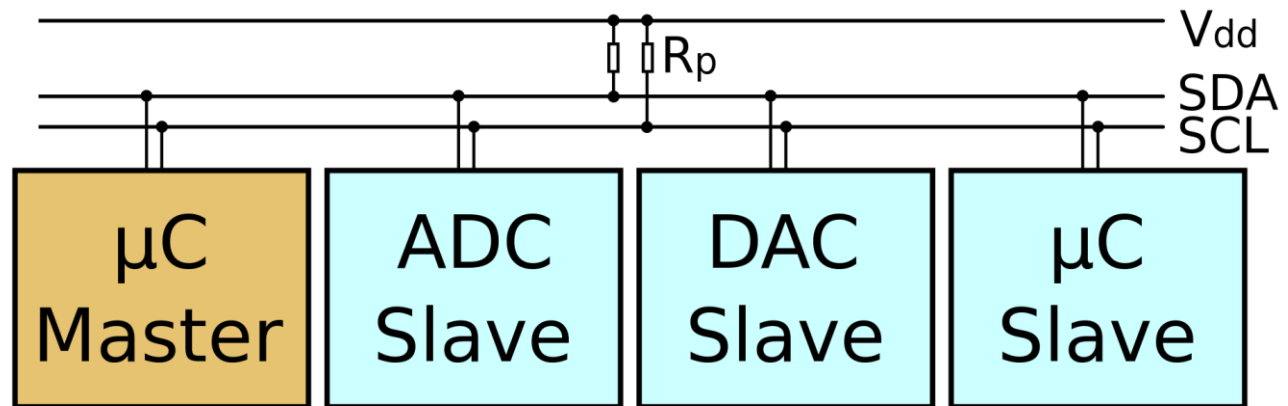 Vdd
Rp
SDA
SCL
µC
Master
ADC
Slave
DAC
Slave
µC
Slave